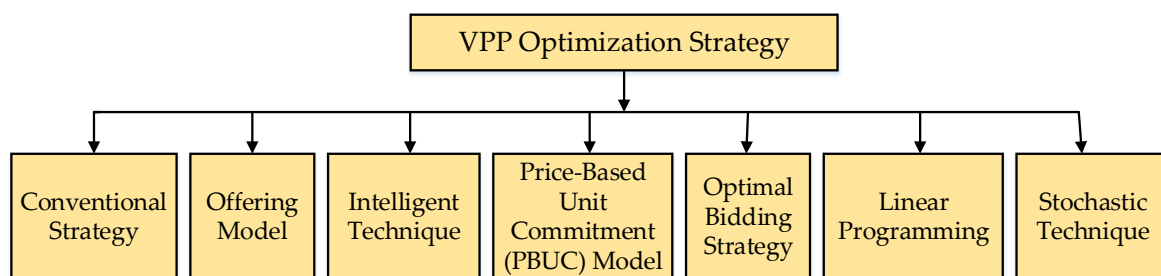 VPP Optimization Strategy
Conventional
Strategy
Offering
Model
Intelligent
Technique
Price-Based
Unit
Commitment
(PBUC) Model
Optimal
Bidding
Strategy
Linear
Programming
Stochastic
Technique